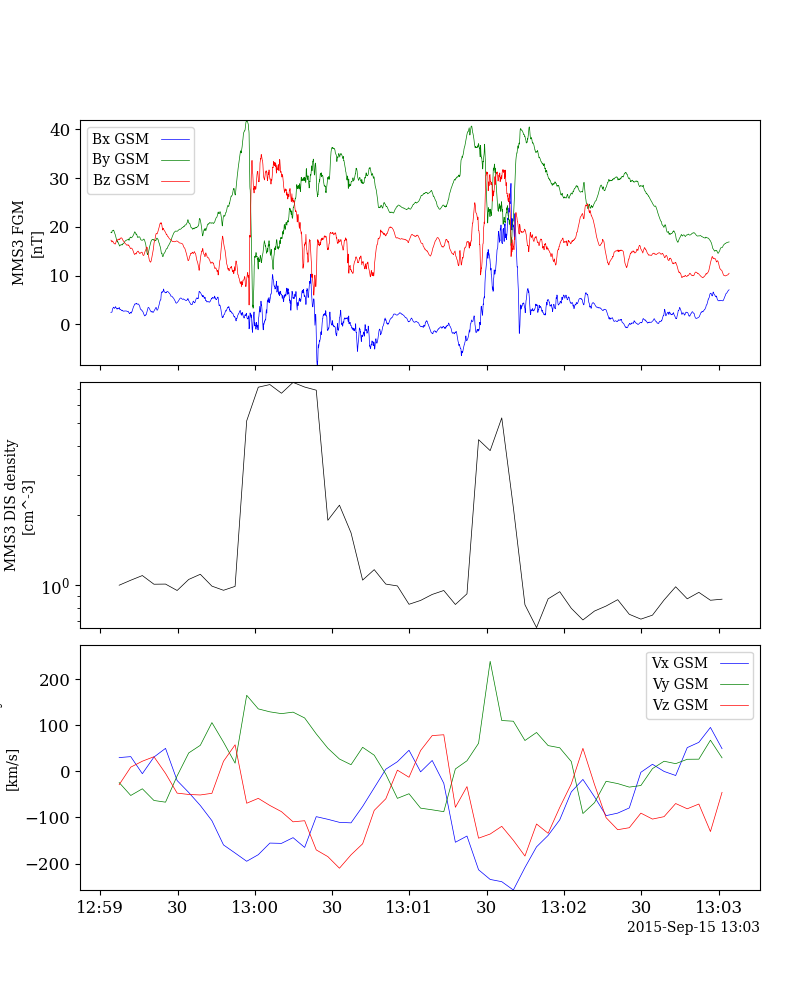 40
30
20
10
0
MMS3 FGM
[nT]
Bx GSM
By GSM
Bz GSM
10^0
MMS3 DIS density
[cm^-3]
200
100
0
−100
−200
[km/s]
Vx GSM
Vy GSM
Vz GSM
12:59 30 13:00 30 13:01 30 13:02 30 13:03
2015-Sep-15 13:03